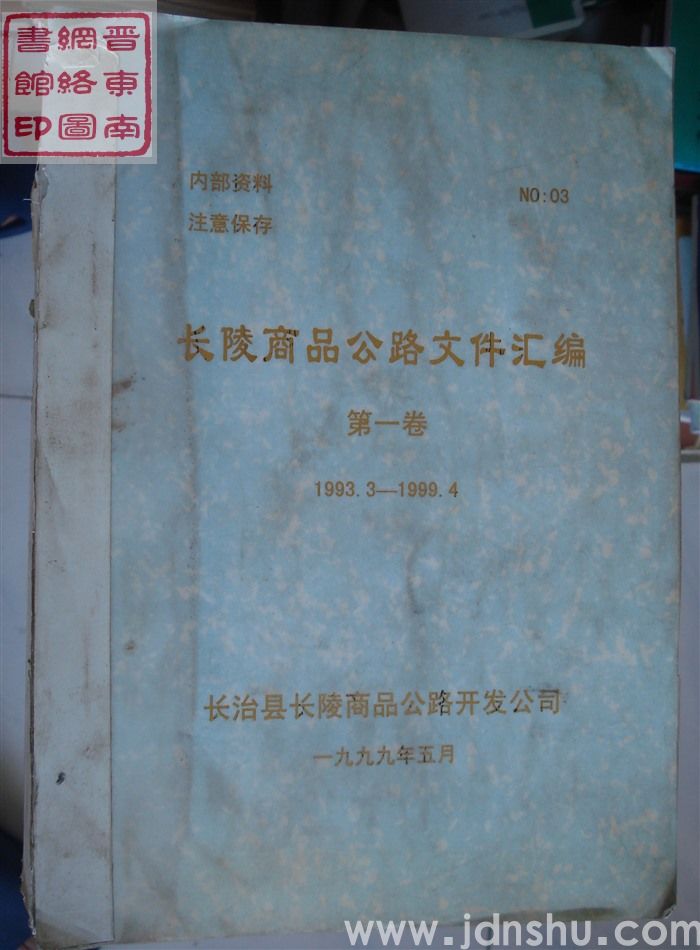 晋東南
網絡圖
書館印
内部资料
NO:03
注意保存
长陵商品公路文件汇编
第一卷
1993.3—1999.4
长治县长陵商品公路开发公司
一九九九年五月
www.jdnshu.com